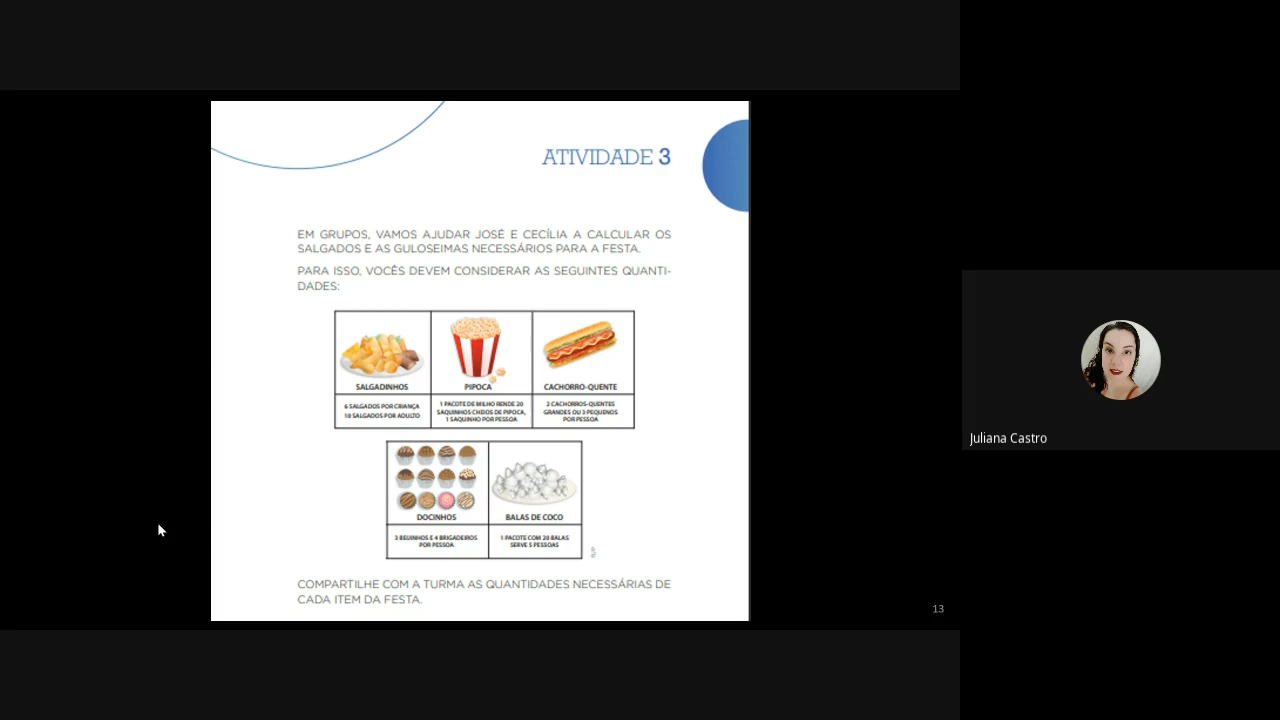 ATIVIDADE 3
EM GRUPOS, VAMOS AJUDAR JOSÉ E CECÍLIA A CALCULAR OS
SALGADOS E AS GULOSEIMAS NECESSÁRIOS PARA A FESTA.
PARA ISSO, VOCÊS DEVEM CONSIDERAR AS SEGUINTES QUANTI-
DADES:
SALGADINHOS
PIPOCA
CACHORRO-QUENTE
6 SALGADOS POR CRIANÇA
10 SALGADOS POR ADULTO
1 PACOTE DE MILHO RENDE 20
SAQUINHOS CHEIOS DE PIPOCA,
1 SAQUINHO POR PESSOA
2 CACHORROS-QUENTES
GRANDES OU 3 PEQUENOS
POR PESSOA
DOCINHOS
BALAS DE COCO
3 BEIJINHOS E 4 BRIGADEIROS
POR PESSOA
1 PACOTE COM 20 BALAS
SERVE 5 PESSOAS
COMPARTILHE COM A TURMA AS QUANTIDADES NECESSÁRIAS DE
CADA ITEM DA FESTA.
13
Juliana Castro